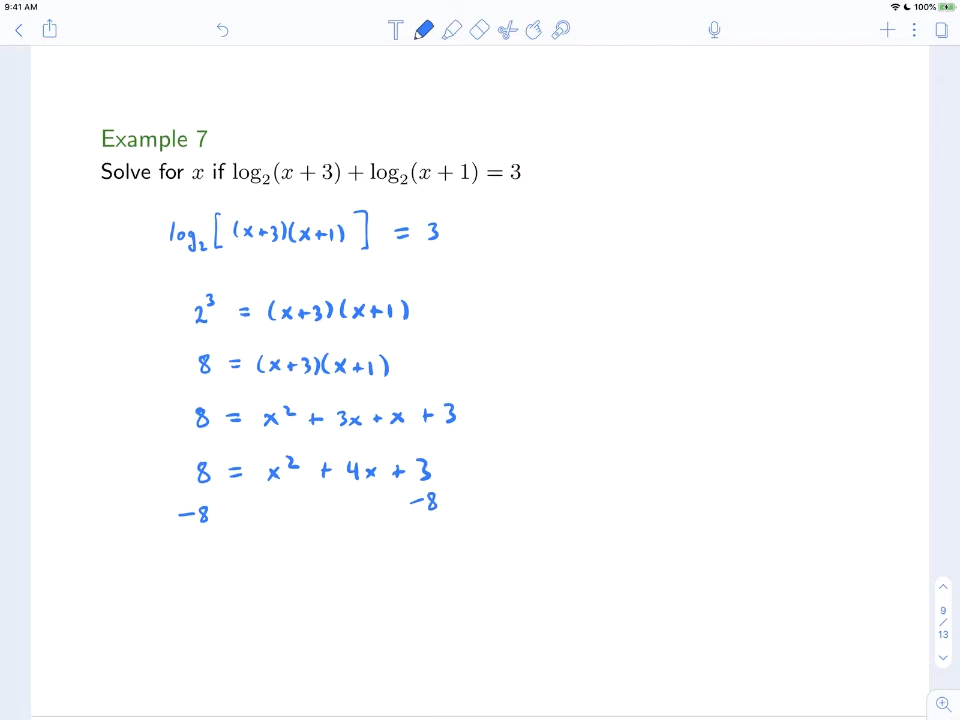 9:41 AM
100%
Example 7
Solve for x if log₂(x + 3) + log₂(x + 1) = 3
log₂[(x+3)(x+1)] = 3
2³ = (x+3)(x+1)
8 = (x+3)(x+1)
8 = x² + 3x + x + 3
8 = x² + 4x + 3
-8 -8
9
/
13